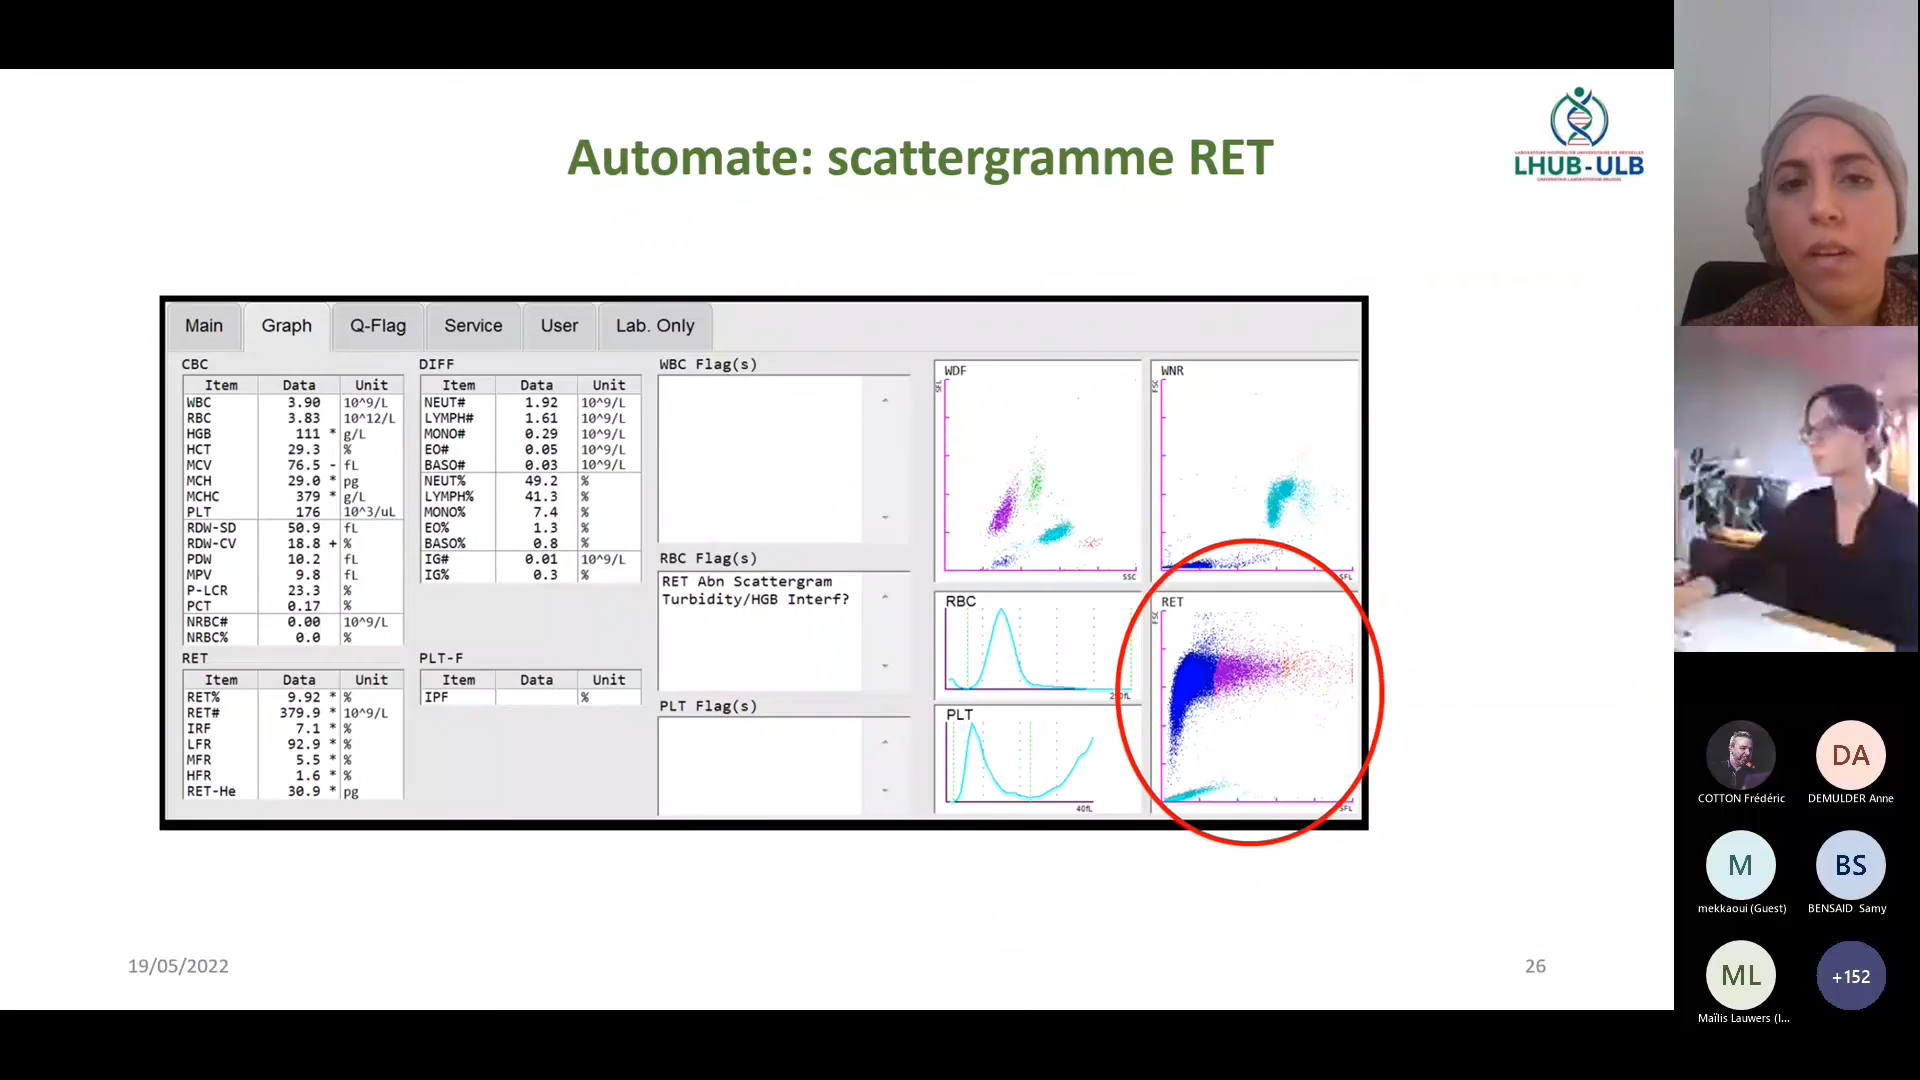 Automate: scattergramme RET
LHUB-ULB
Main Graph Q-Flag Service User Lab. Only
CBC
Item Data Unit
WBC 3.90 10^9/L
RBC 3.83 10^12/L
HGB 111 * g/L
HCT 29.3 %
MCV 76.5 - fL
MCH 29.0 * pg
MCHC 379 * g/L
PLT 176 10^3/uL
RDW-SD 50.9 fL
RDW-CV 18.8 + %
PDW 10.2 fL
MPV 9.8 fL
P-LCR 23.3 %
PCT 0.17 %
NRBC# 0.00 10^9/L
NRBC% 0.0 %
RET
Item Data Unit
RET% 9.92 * %
RET# 379.9 * 10^9/L
IRF 7.1 * %
LFR 92.9 * %
MFR 5.5 * %
HFR 1.6 * %
RET-He 30.9 * pg
DIFF
Item Data Unit
NEUT# 1.92 10^9/L
LYMPH# 1.61 10^9/L
MONO# 0.29 10^9/L
EO# 0.05 10^9/L
BASO# 0.03 10^9/L
NEUT% 49.2 %
LYMPH% 41.3 %
MONO% 7.4 %
EO% 1.3 %
BASO% 0.8 %
IG# 0.01 10^9/L
IG% 0.3 %
PLT-F
Item Data Unit
IPF %
WBC Flag(s)
RBC Flag(s)
RET Abn Scattergram
Turbidity/HGB Interf?
PLT Flag(s)
WDF
SFL
SSC
WNR
FSC
SFL
RBC
PLT
40fL
RET
FSC
SFL
19/05/2022
26
COTTON Frédéric
DA
DEMULDER Anne
M
mekkaoui (Guest)
BS
BENSAID Samy
ML
Maïlis Lauwers (I...
+152